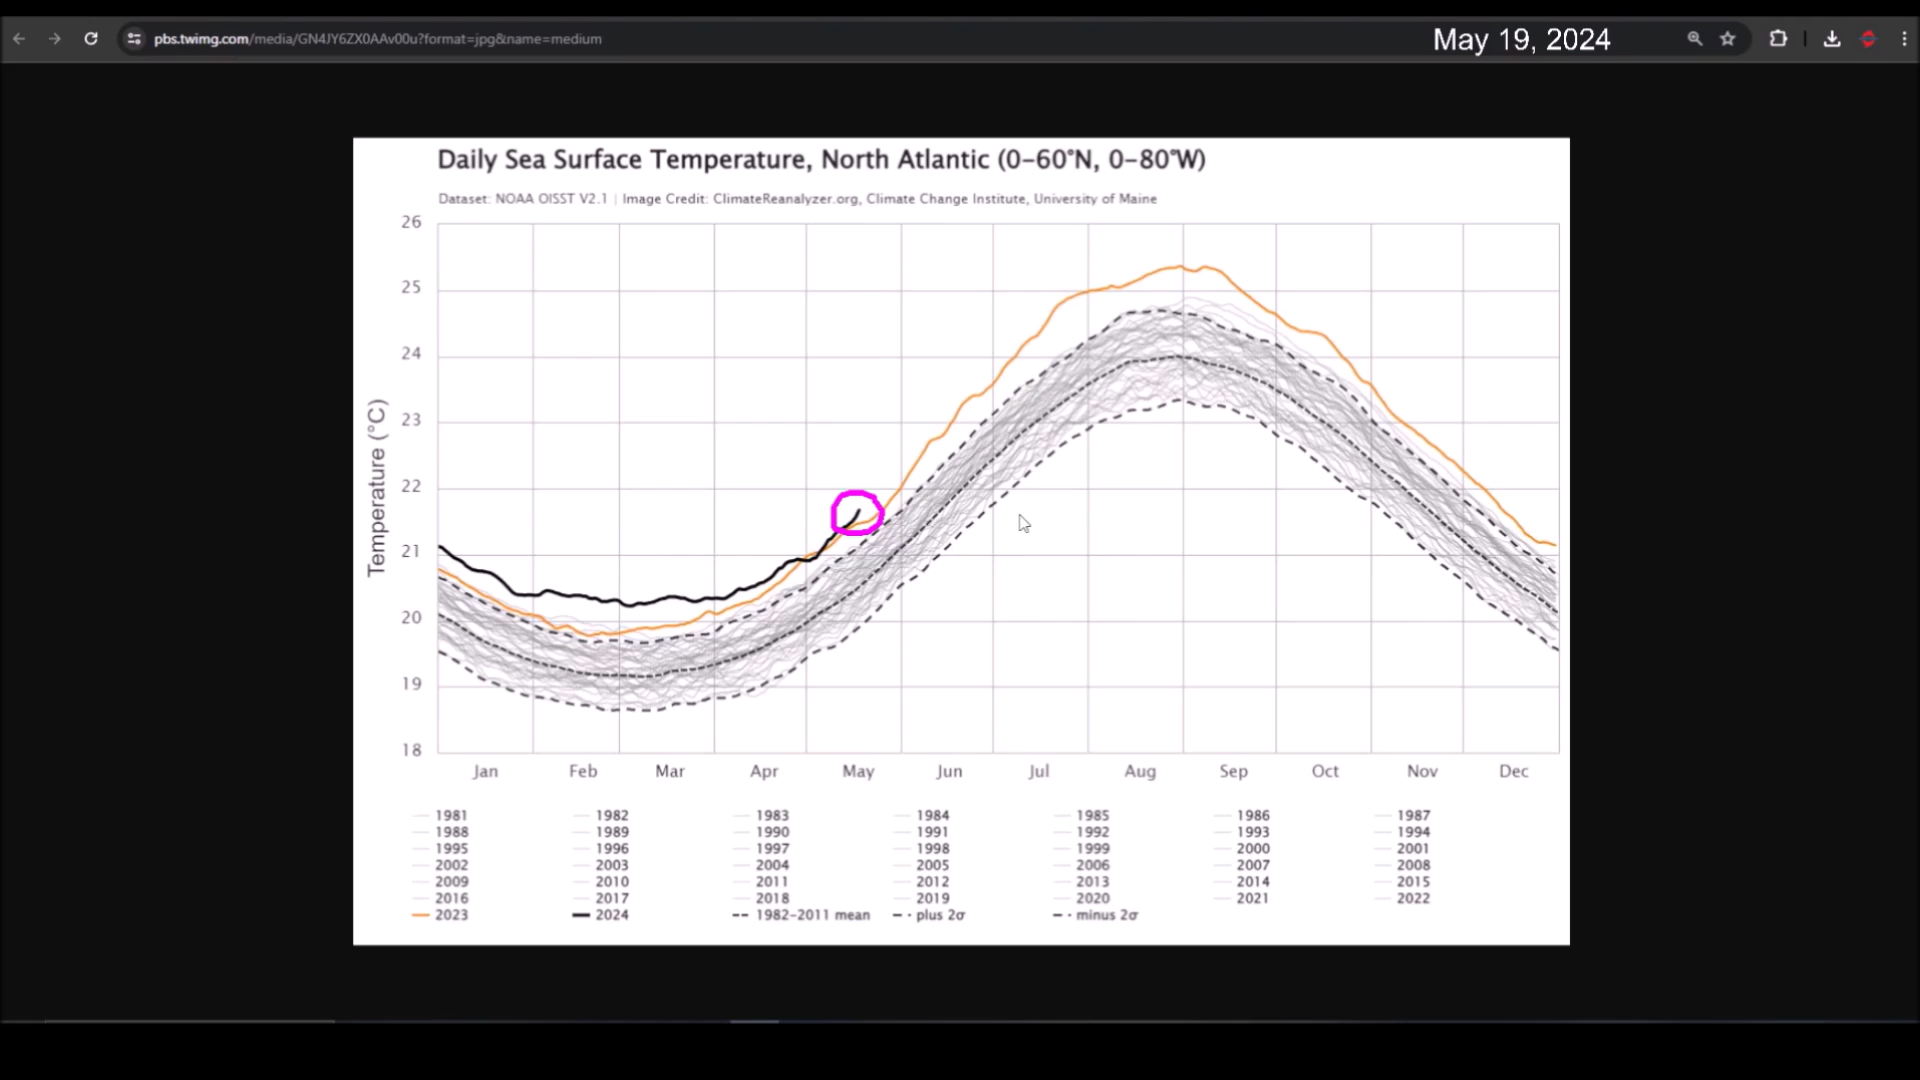 pbs.twimg.com/media/GN4JY6ZX0AAv00u?format=jpg&name=medium
May 19, 2024
Daily Sea Surface Temperature, North Atlantic (0–60°N, 0–80°W)
Dataset: NOAA OISST V2.1 | Image Credit: ClimateReanalyzer.org, Climate Change Institute, University of Maine
Temperature (°C)
26
25
24
23
22
21
20
19
18
Jan Feb Mar Apr May Jun Jul Aug Sep Oct Nov Dec
1981 1982 1983 1984 1985 1986 1987
1988 1989 1990 1991 1992 1993 1994
1995 1996 1997 1998 1999 2000 2001
2002 2003 2004 2005 2006 2007 2008
2009 2010 2011 2012 2013 2014 2015
2016 2017 2018 2019 2020 2021 2022
2023 2024 1982–2011 mean plus 2σ minus 2σ